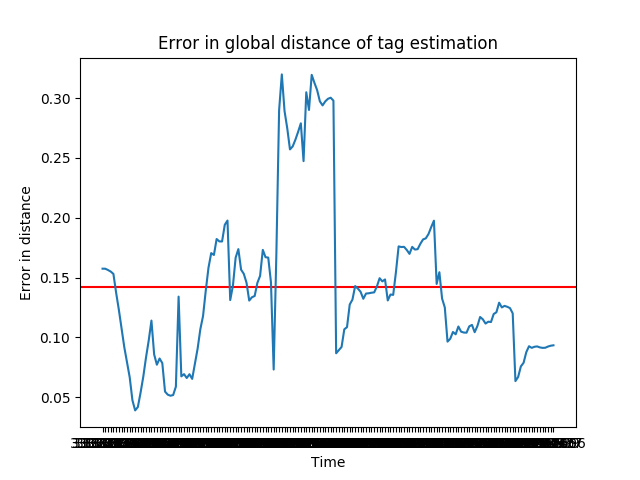 Error in global distance of tag estimation
0.30
0.25
0.20
0.15
0.10
0.05
Error in distance
Time